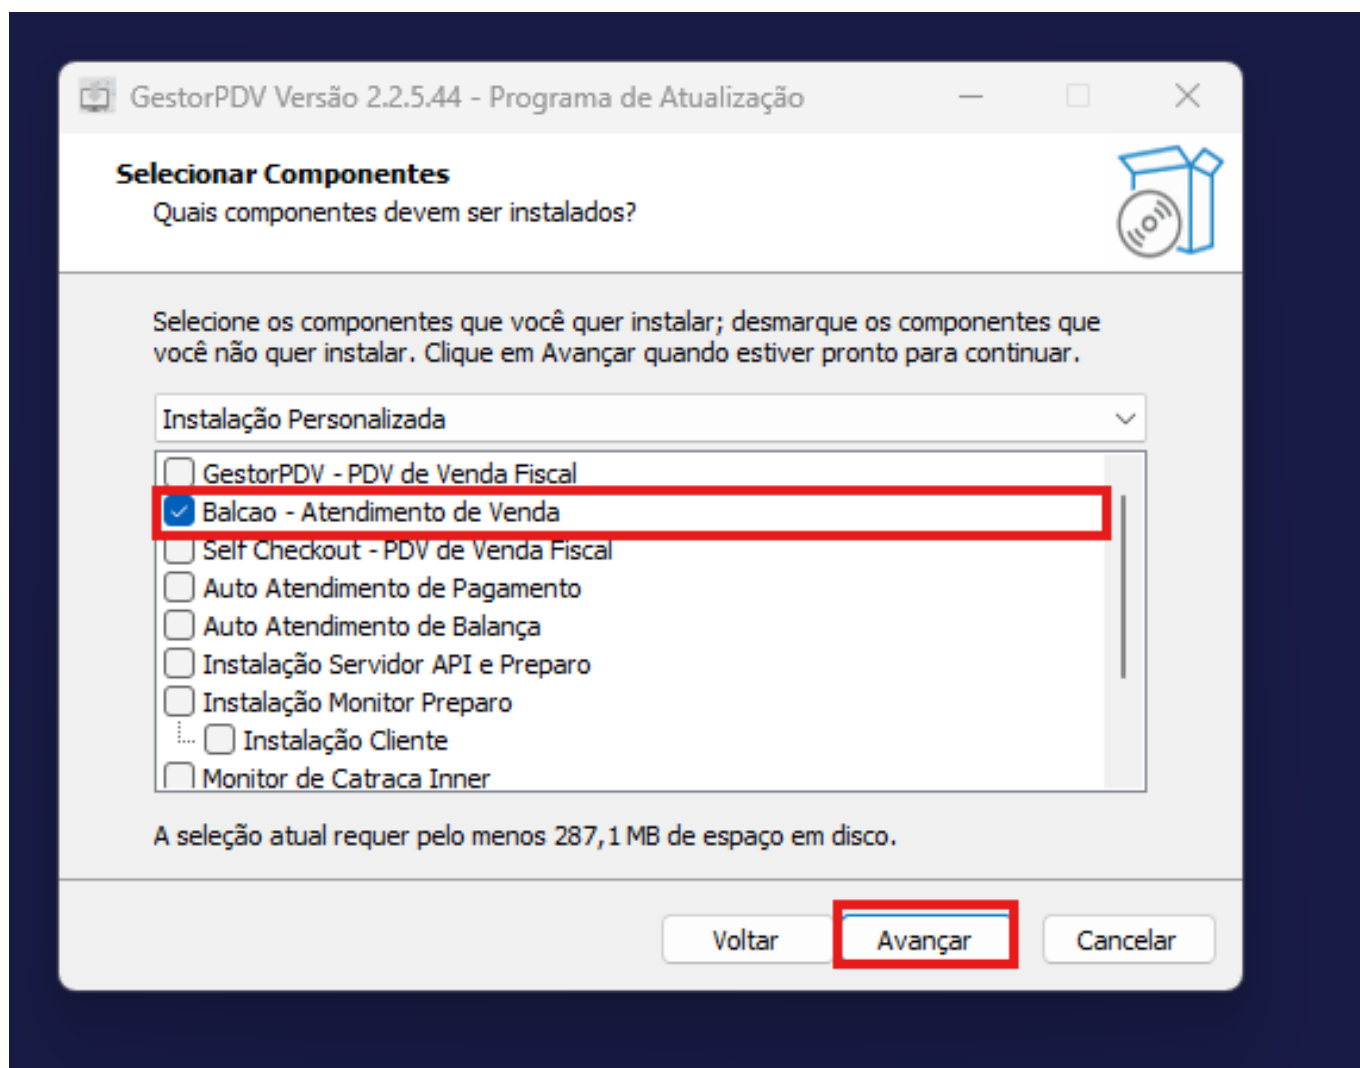 GestorPDV Versão 2.2.5.44 - Programa de Atualização
Selecionar Componentes
Quais componentes devem ser instalados?
Selecione os componentes que você quer instalar; desmarque os componentes que
você não quer instalar. Clique em Avançar quando estiver pronto para continuar.
Instalação Personalizada
GestorPDV - PDV de Venda Fiscal
Balcao - Atendimento de Venda
Self Checkout - PDV de Venda Fiscal
Auto Atendimento de Pagamento
Auto Atendimento de Balança
Instalação Servidor API e Preparo
Instalação Monitor Preparo
Instalação Cliente
Monitor de Catraca Inner
A seleção atual requer pelo menos 287,1 MB de espaço em disco.
Voltar Avançar Cancelar